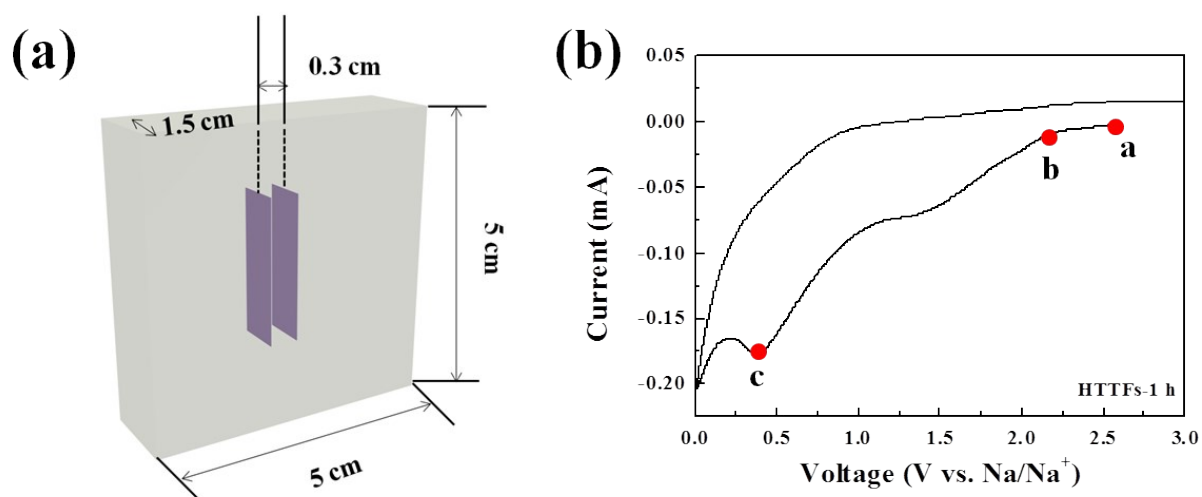 (a)
0.3 cm
1.5 cm
5 cm
5 cm
(b)
0.05
0.00
-0.05
-0.10
-0.15
-0.20
Current (mA)
a
b
c
HTTFs-1 h
0.0
0.5
1.0
1.5
2.0
2.5
3.0
Voltage (V vs. Na/Na⁺)